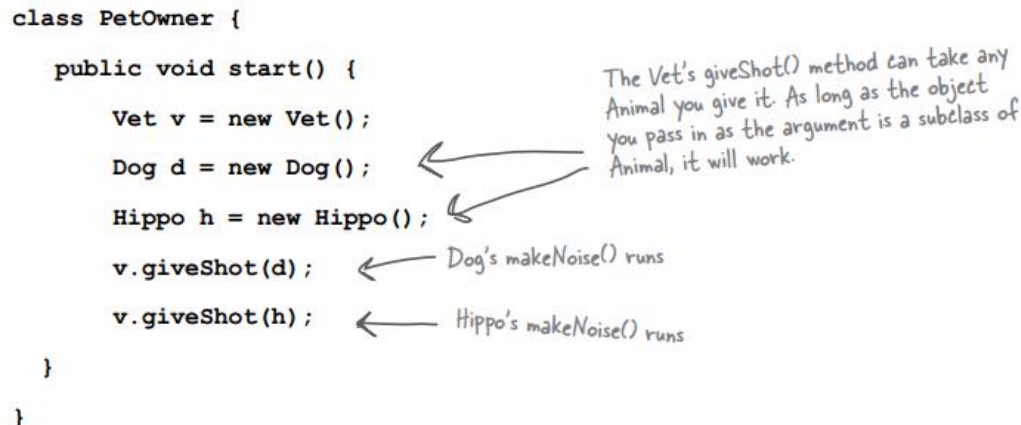 class PetOwner {
public void start() {
Vet v = new Vet();
Dog d = new Dog();
Hippo h = new Hippo();
v.giveShot(d);
v.giveShot(h);
}
}
The Vet's giveShot() method can take any
Animal you give it. As long as the object
you pass in as the argument is a subclass of
Animal, it will work.
Dog's makeNoise() runs
Hippo's makeNoise() runs